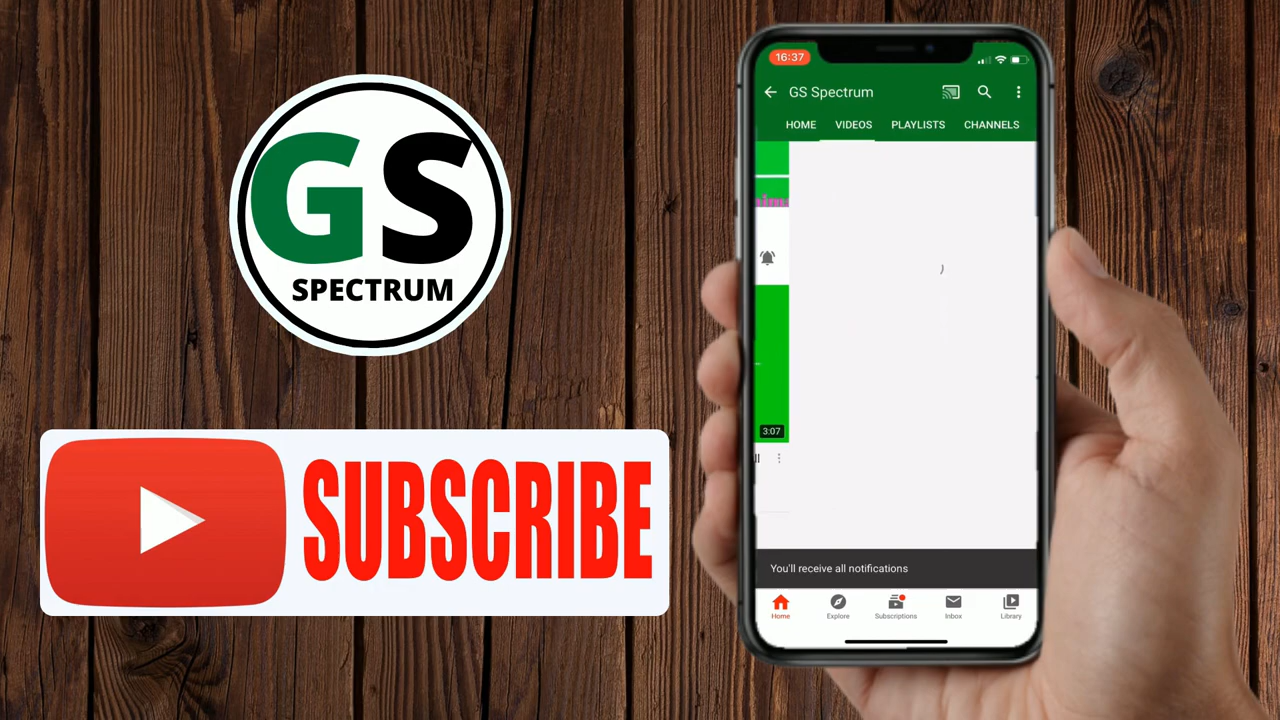 GS
SPECTRUM
SUBSCRIBE
16:37
GS Spectrum
HOME VIDEOS PLAYLISTS CHANNELS
3:07
You'll receive all notifications
Home Explore Subscriptions Inbox Library